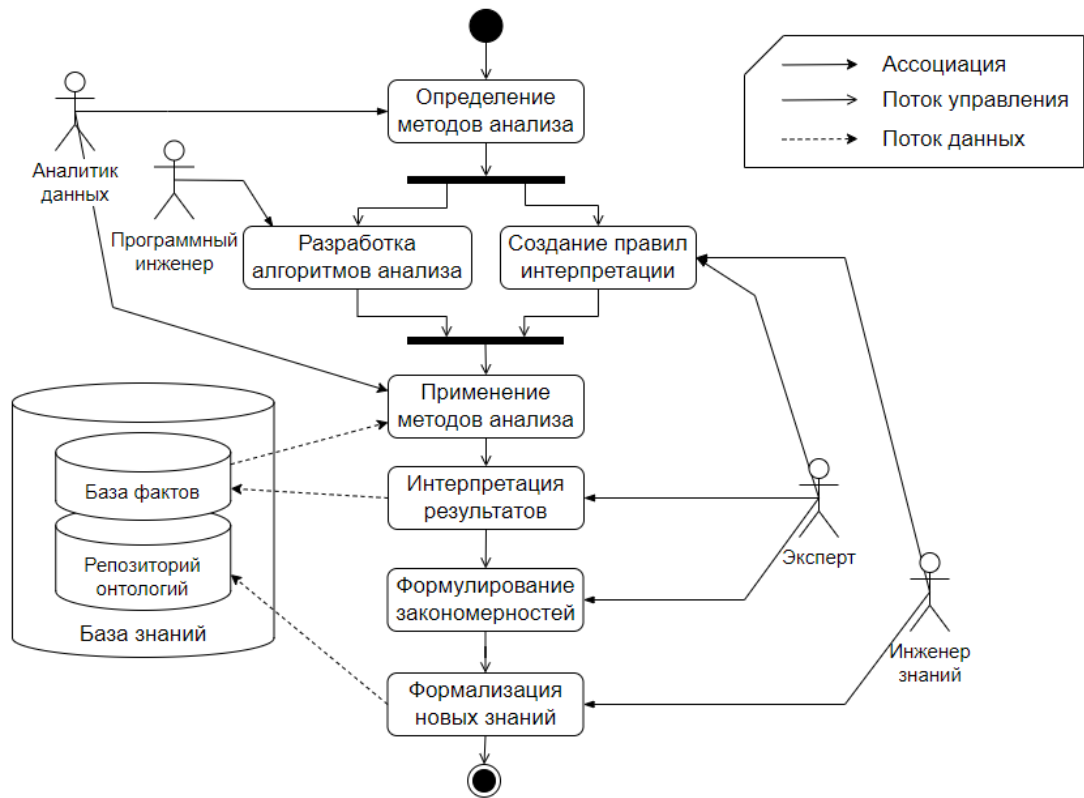 Определение
методов анализа
Ассоциация
Поток управления
Поток данных
Аналитик
данных
Программный
инженер
Разработка
алгоритмов анализа
Создание правил
интерпретации
Применение
методов анализа
База фактов
Интерпретация
результатов
Эксперт
Репозиторий
онтологий
База знаний
Формулирование
закономерностей
Инженер
знаний
Формализация
новых знаний